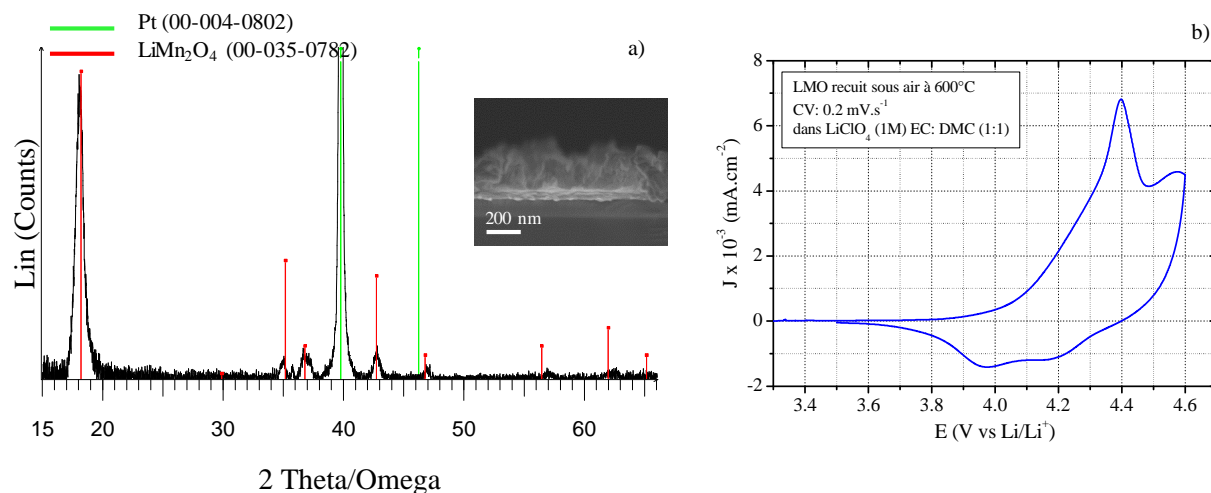 Pt (00-004-0802)
LiMn₂O₄ (00-035-0782)
a)
Lin (Counts)
200 nm
15 20 30 40 50 60
2 Theta/Omega
b)
LMO recuit sous air à 600°C
CV: 0.2 mV.s⁻¹
dans LiClO₄ (1M) EC: DMC (1:1)
J x 10⁻³ (mA.cm⁻²)
8
6
4
2
0
-2
3.4 3.6 3.8 4.0 4.2 4.4 4.6
E (V vs Li/Li⁺)